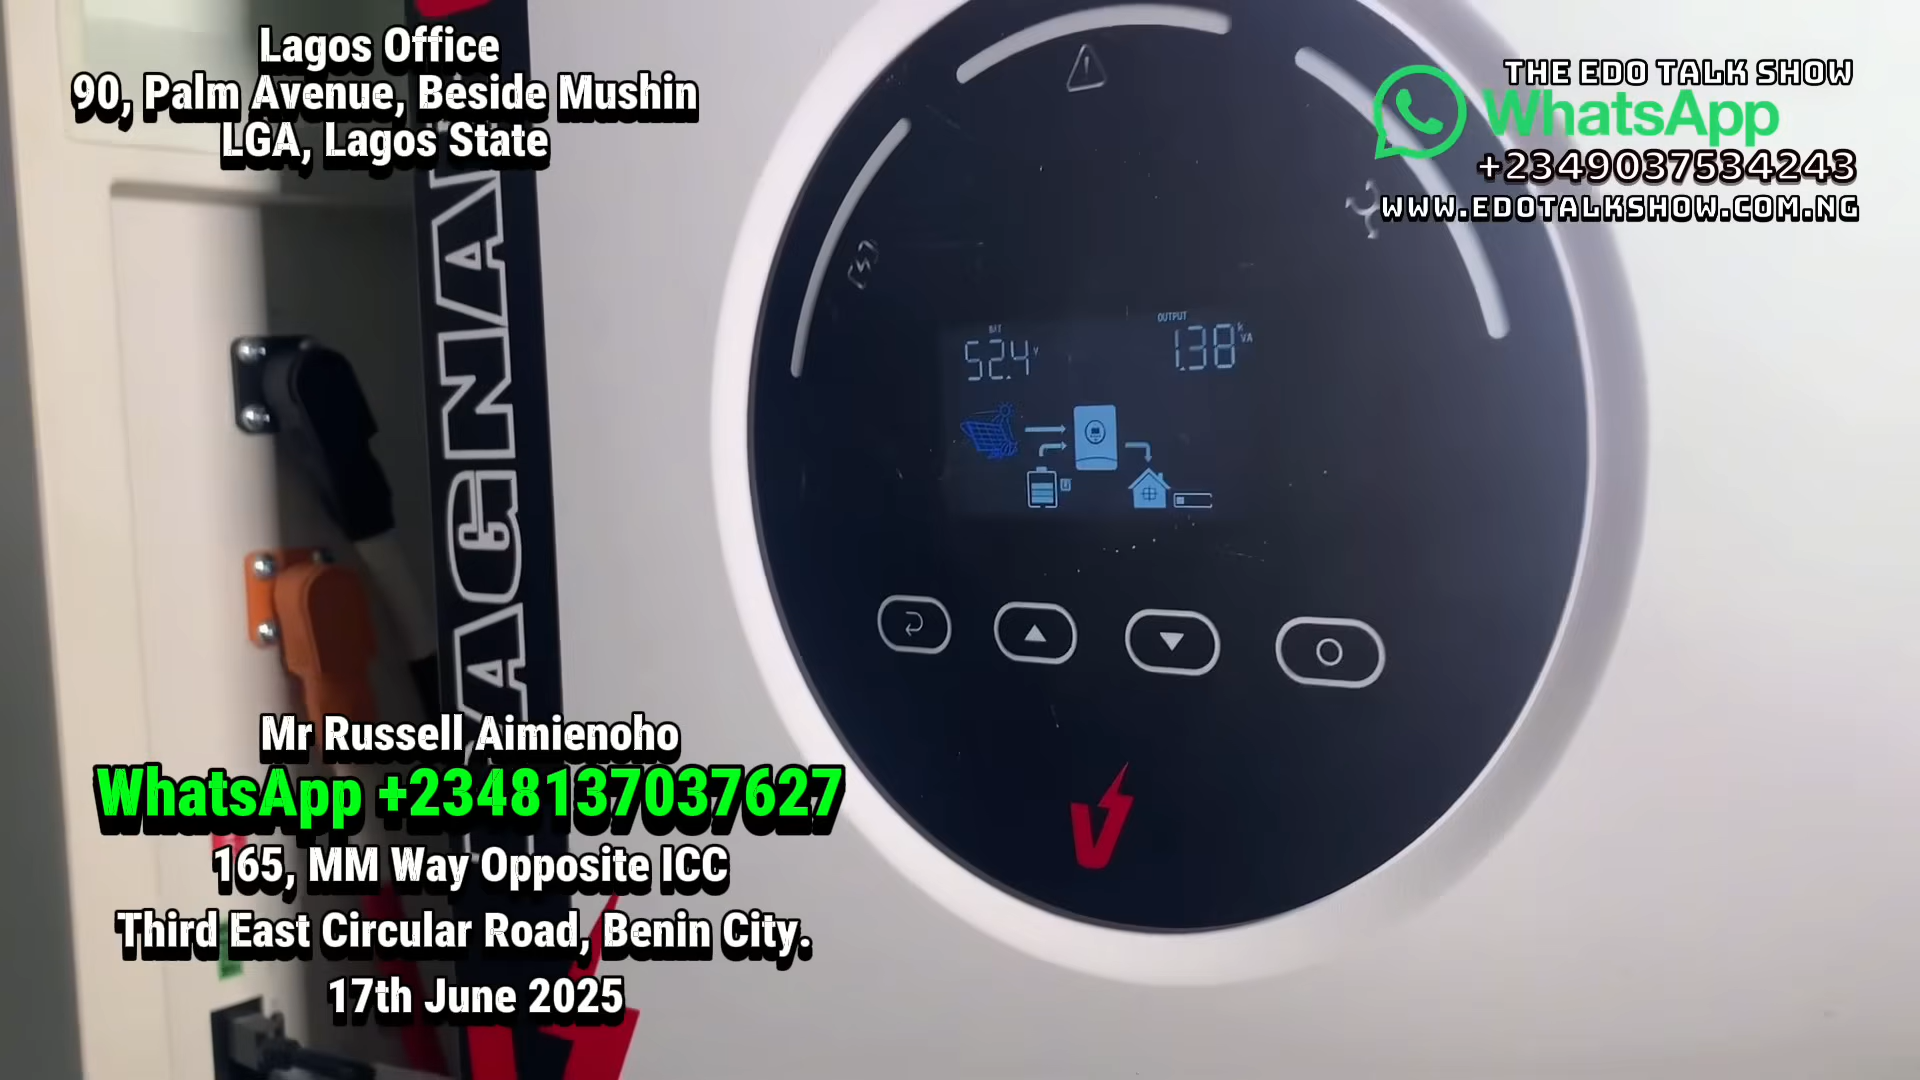 Lagos Office
90, Palm Avenue, Beside Mushin
LGA, Lagos State
THE EDO TALK SHOW
WhatsApp
+2349037534243
WWW.EDOTALKSHOW.COM.NG
BAT
52.4 V
OUTPUT
1.38 kVA
Mr Russell Aimienoho
WhatsApp +2348137037627
165, MM Way Opposite ICC
Third East Circular Road, Benin City.
17th June 2025